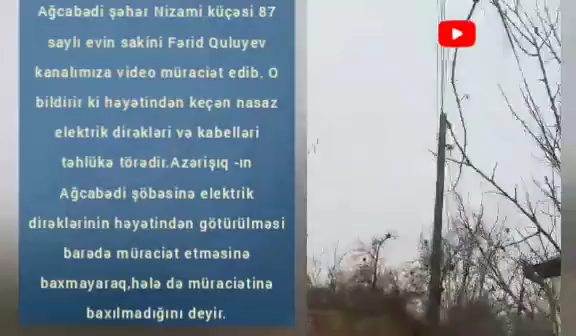 Ağcabədi şəhər Nizami küçəsi 87
saylı evin sakini Fərid Quluyev
kanalımıza video müraciət edib. O
bildirir ki həyətindən keçən nasaz
elektrik dirəkləri və kabelləri
təhlükə törədir.Azərişıq -ın
Ağcabədi şöbəsinə elektrik
dirəklərinin həyətindən götürülməsi
barədə müraciət etməsinə
baxmayaraq,hələ də müraciətinə
baxılmadığını deyir.